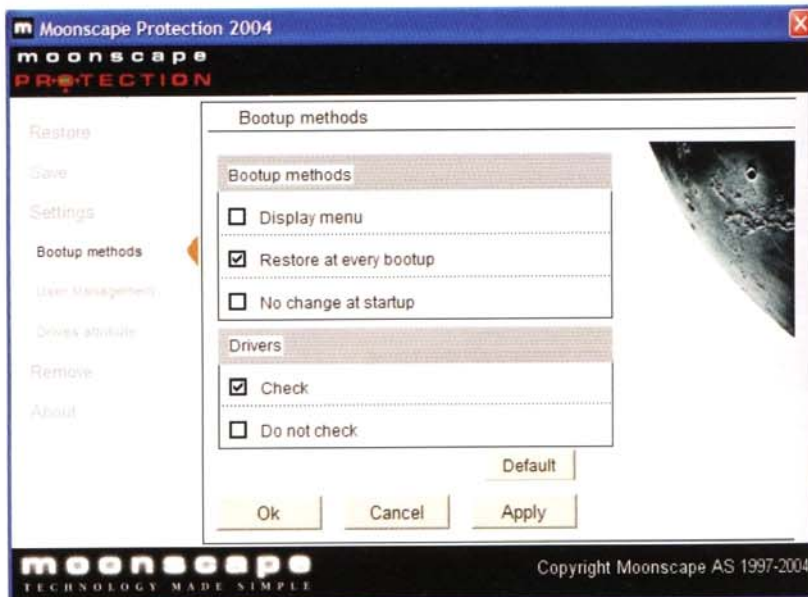 m Moonscape Protection 2004
moonscape
PROTECTION
Restore
Save
Settings
Bootup methods
User Management
Drives attribute
Remove
About
Bootup methods
Bootup methods
Display menu
Restore at every bootup
No change at startup
Drivers
Check
Do not check
Default
Ok
Cancel
Apply
moonscape
TECHNOLOGY MADE SIMPLE
Copyright Moonscape AS 1997-2004